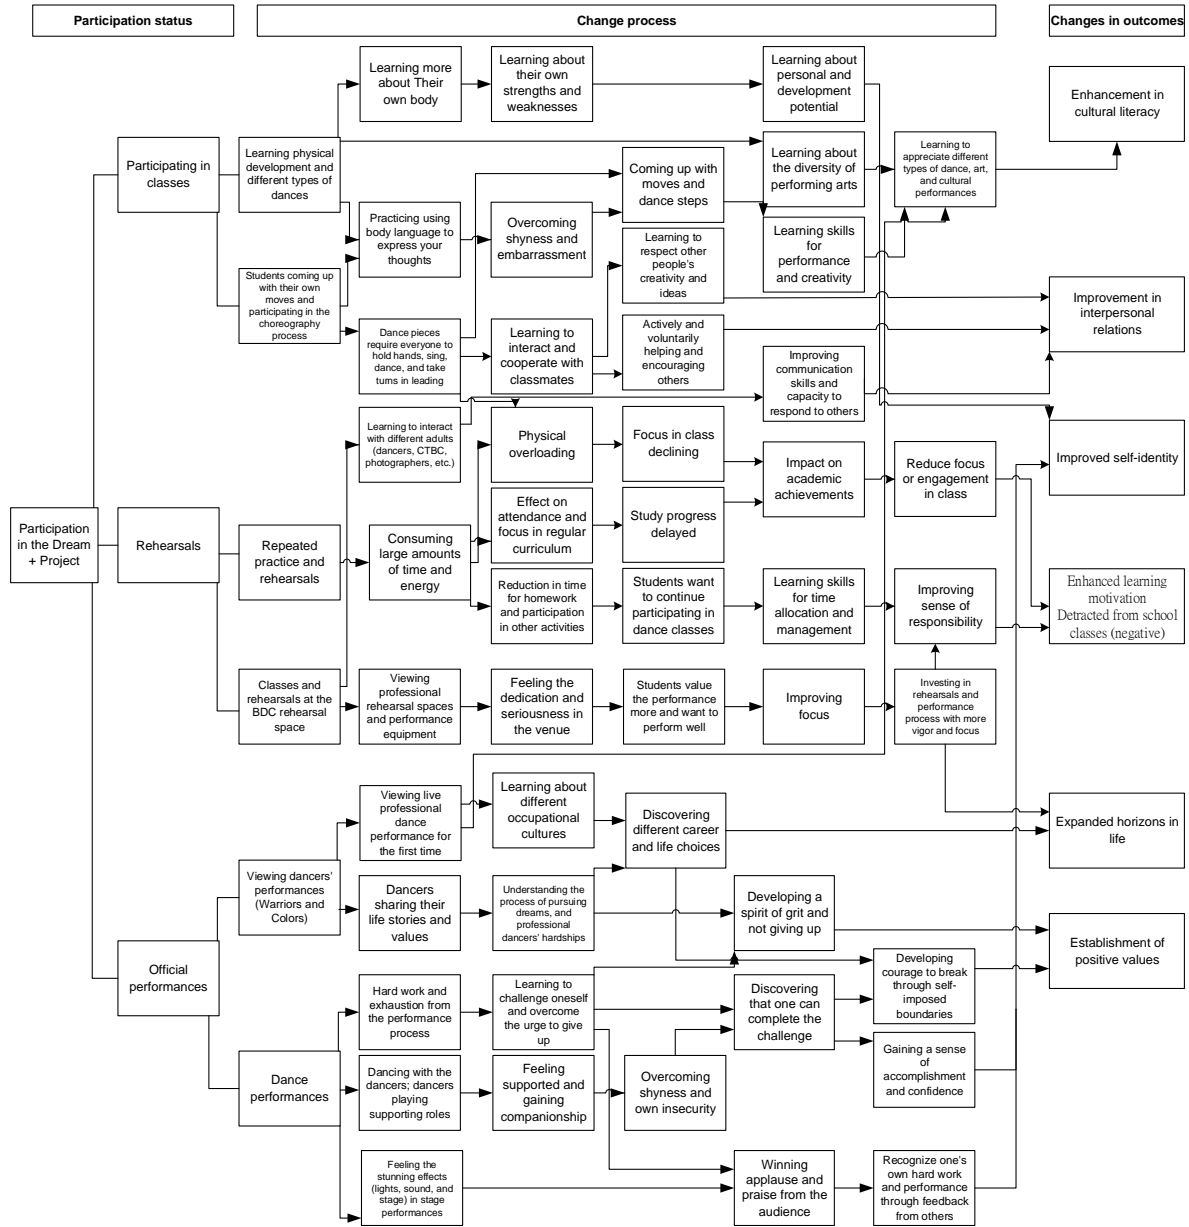 Participation status
Change process
Changes in outcomes
Learning more
about Their
own body
Learning about
their own
strengths and
weaknesses
Learning about
personal and
development
potential
Enhancement in
cultural literacy
Participating in
classes
Learning physical
development and
different types of
dances
Coming up with
moves and
dance steps
Learning about
the diversity of
performing arts
Learning to
appreciate different
types of dance, art,
and cultural
performances
Practicing using
body language to
express your
thoughts
Overcoming
shyness and
embarrassment
Learning skills
for
performance
and creativity
Learning to
respect other
people's
creativity and
ideas
Students coming up
with their own
moves and
participating in the
choreography
process
Improvement in
interpersonal
relations
Dance pieces
require everyone to
hold hands, sing,
dance, and take
turns in leading
Learning to
interact and
cooperate with
classmates
Actively and
voluntarily
helping and
encouraging
others
Improving
communication
skills and
capacity to
respond to others
Learning to interact
with different adults
(dancers, CTBC,
photographers, etc.)
Physical
overloading
Focus in class
declining
Impact on
academic
achievements
Reduce focus
or engagement
in class
Improved self-identity
Effect on
attendance and
focus in regular
curriculum
Study progress
delayed
Participation
in the Dream
+ Project
Rehearsals
Repeated
practice and
rehearsals
Consuming
large amounts
of time and
energy
Reduction in time
for homework
and participation
in other activities
Students want
to continue
participating in
dance classes
Learning skills
for time
allocation and
management
Improving
sense of
responsibility
Enhanced learning
motivation
Detracted from school
classes (negative)
Classes and
rehearsals at the
BDC rehearsal
space
Viewing
professional
rehearsal spaces
and performance
equipment
Feeling the
dedication and
seriousness in
the venue
Students value
the performance
more and want to
perform well
Improving
focus
Investing in
rehearsals and
performance
process with more
vigor and focus
Viewing live
professional
dance
performance for
the first time
Learning about
different
occupational
cultures
Discovering
different career
and life choices
Expanded horizons in
life
Viewing dancers'
performances
(Warriors and
Colors)
Dancers
sharing their
life stories and
values
Understanding the
process of pursuing
dreams, and
professional
dancers' hardships
Developing a
spirit of grit and
not giving up
Establishment of
positive values
Official
performances
Hard work and
exhaustion from
the performance
process
Learning to
challenge oneself
and overcome
the urge to give
up
Discovering
that one can
complete the
challenge
Developing
courage to break
through self-
imposed
boundaries
Dance
performances
Dancing with the
dancers; dancers
playing
supporting roles
Feeling
supported and
gaining
companionship
Overcoming
shyness and
own insecurity
Gaining a sense
of
accomplishment
and confidence
Feeling the
stunning effects
(lights, sound, and
stage) in stage
performances
Winning
applause and
praise from the
audience
Recognize one's
own hard work
and performance
through feedback
from others